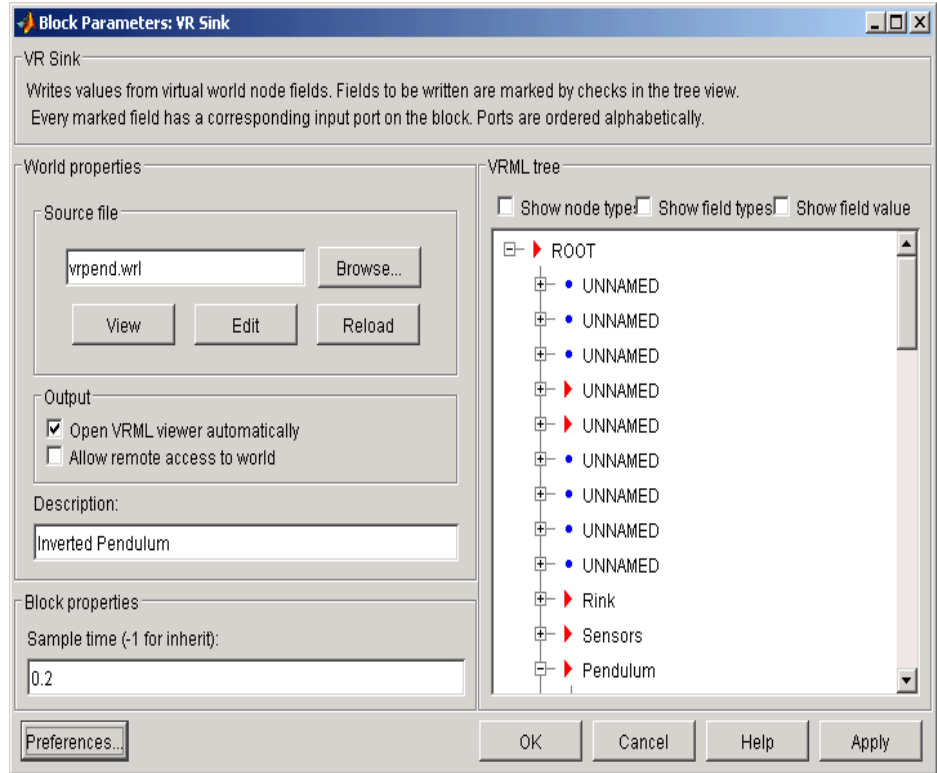 Block Parameters: VR Sink
VR Sink
Writes values from virtual world node fields. Fields to be written are marked by checks in the tree view.
Every marked field has a corresponding input port on the block. Ports are ordered alphabetically.
World properties
Source file
vrpend.wrl
Browse...
View
Edit
Reload
Output
Open VRML viewer automatically
Allow remote access to world
Description:
Inverted Pendulum
Block properties
Sample time (-1 for inherit):
0.2
VRML tree
Show node types
Show field types
Show field value
ROOT
UNNAMED
UNNAMED
UNNAMED
UNNAMED
UNNAMED
UNNAMED
UNNAMED
UNNAMED
UNNAMED
Rink
Sensors
Pendulum
Preferences...
OK
Cancel
Help
Apply